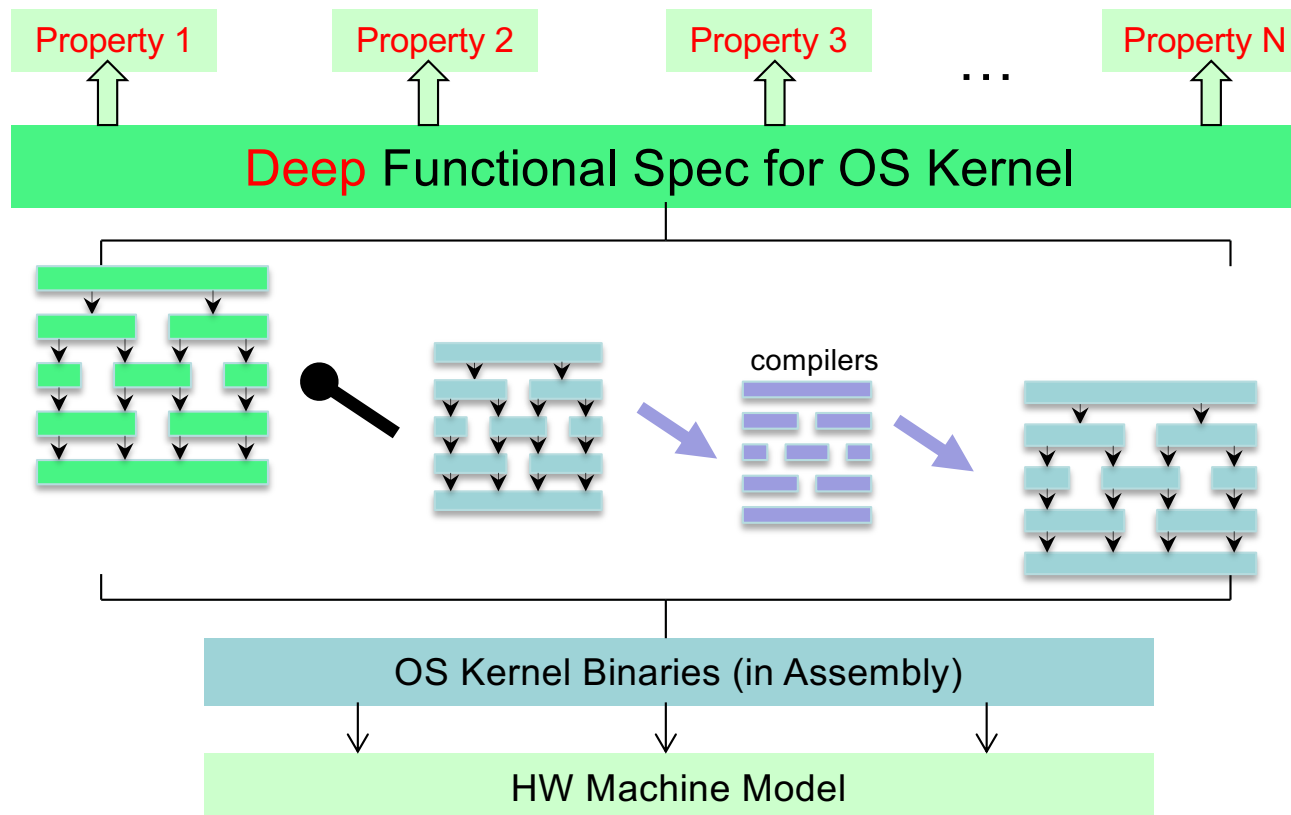 Property 1
Property 2
Property 3
...
Property N
Deep Functional Spec for OS Kernel
compilers
OS Kernel Binaries (in Assembly)
HW Machine Model